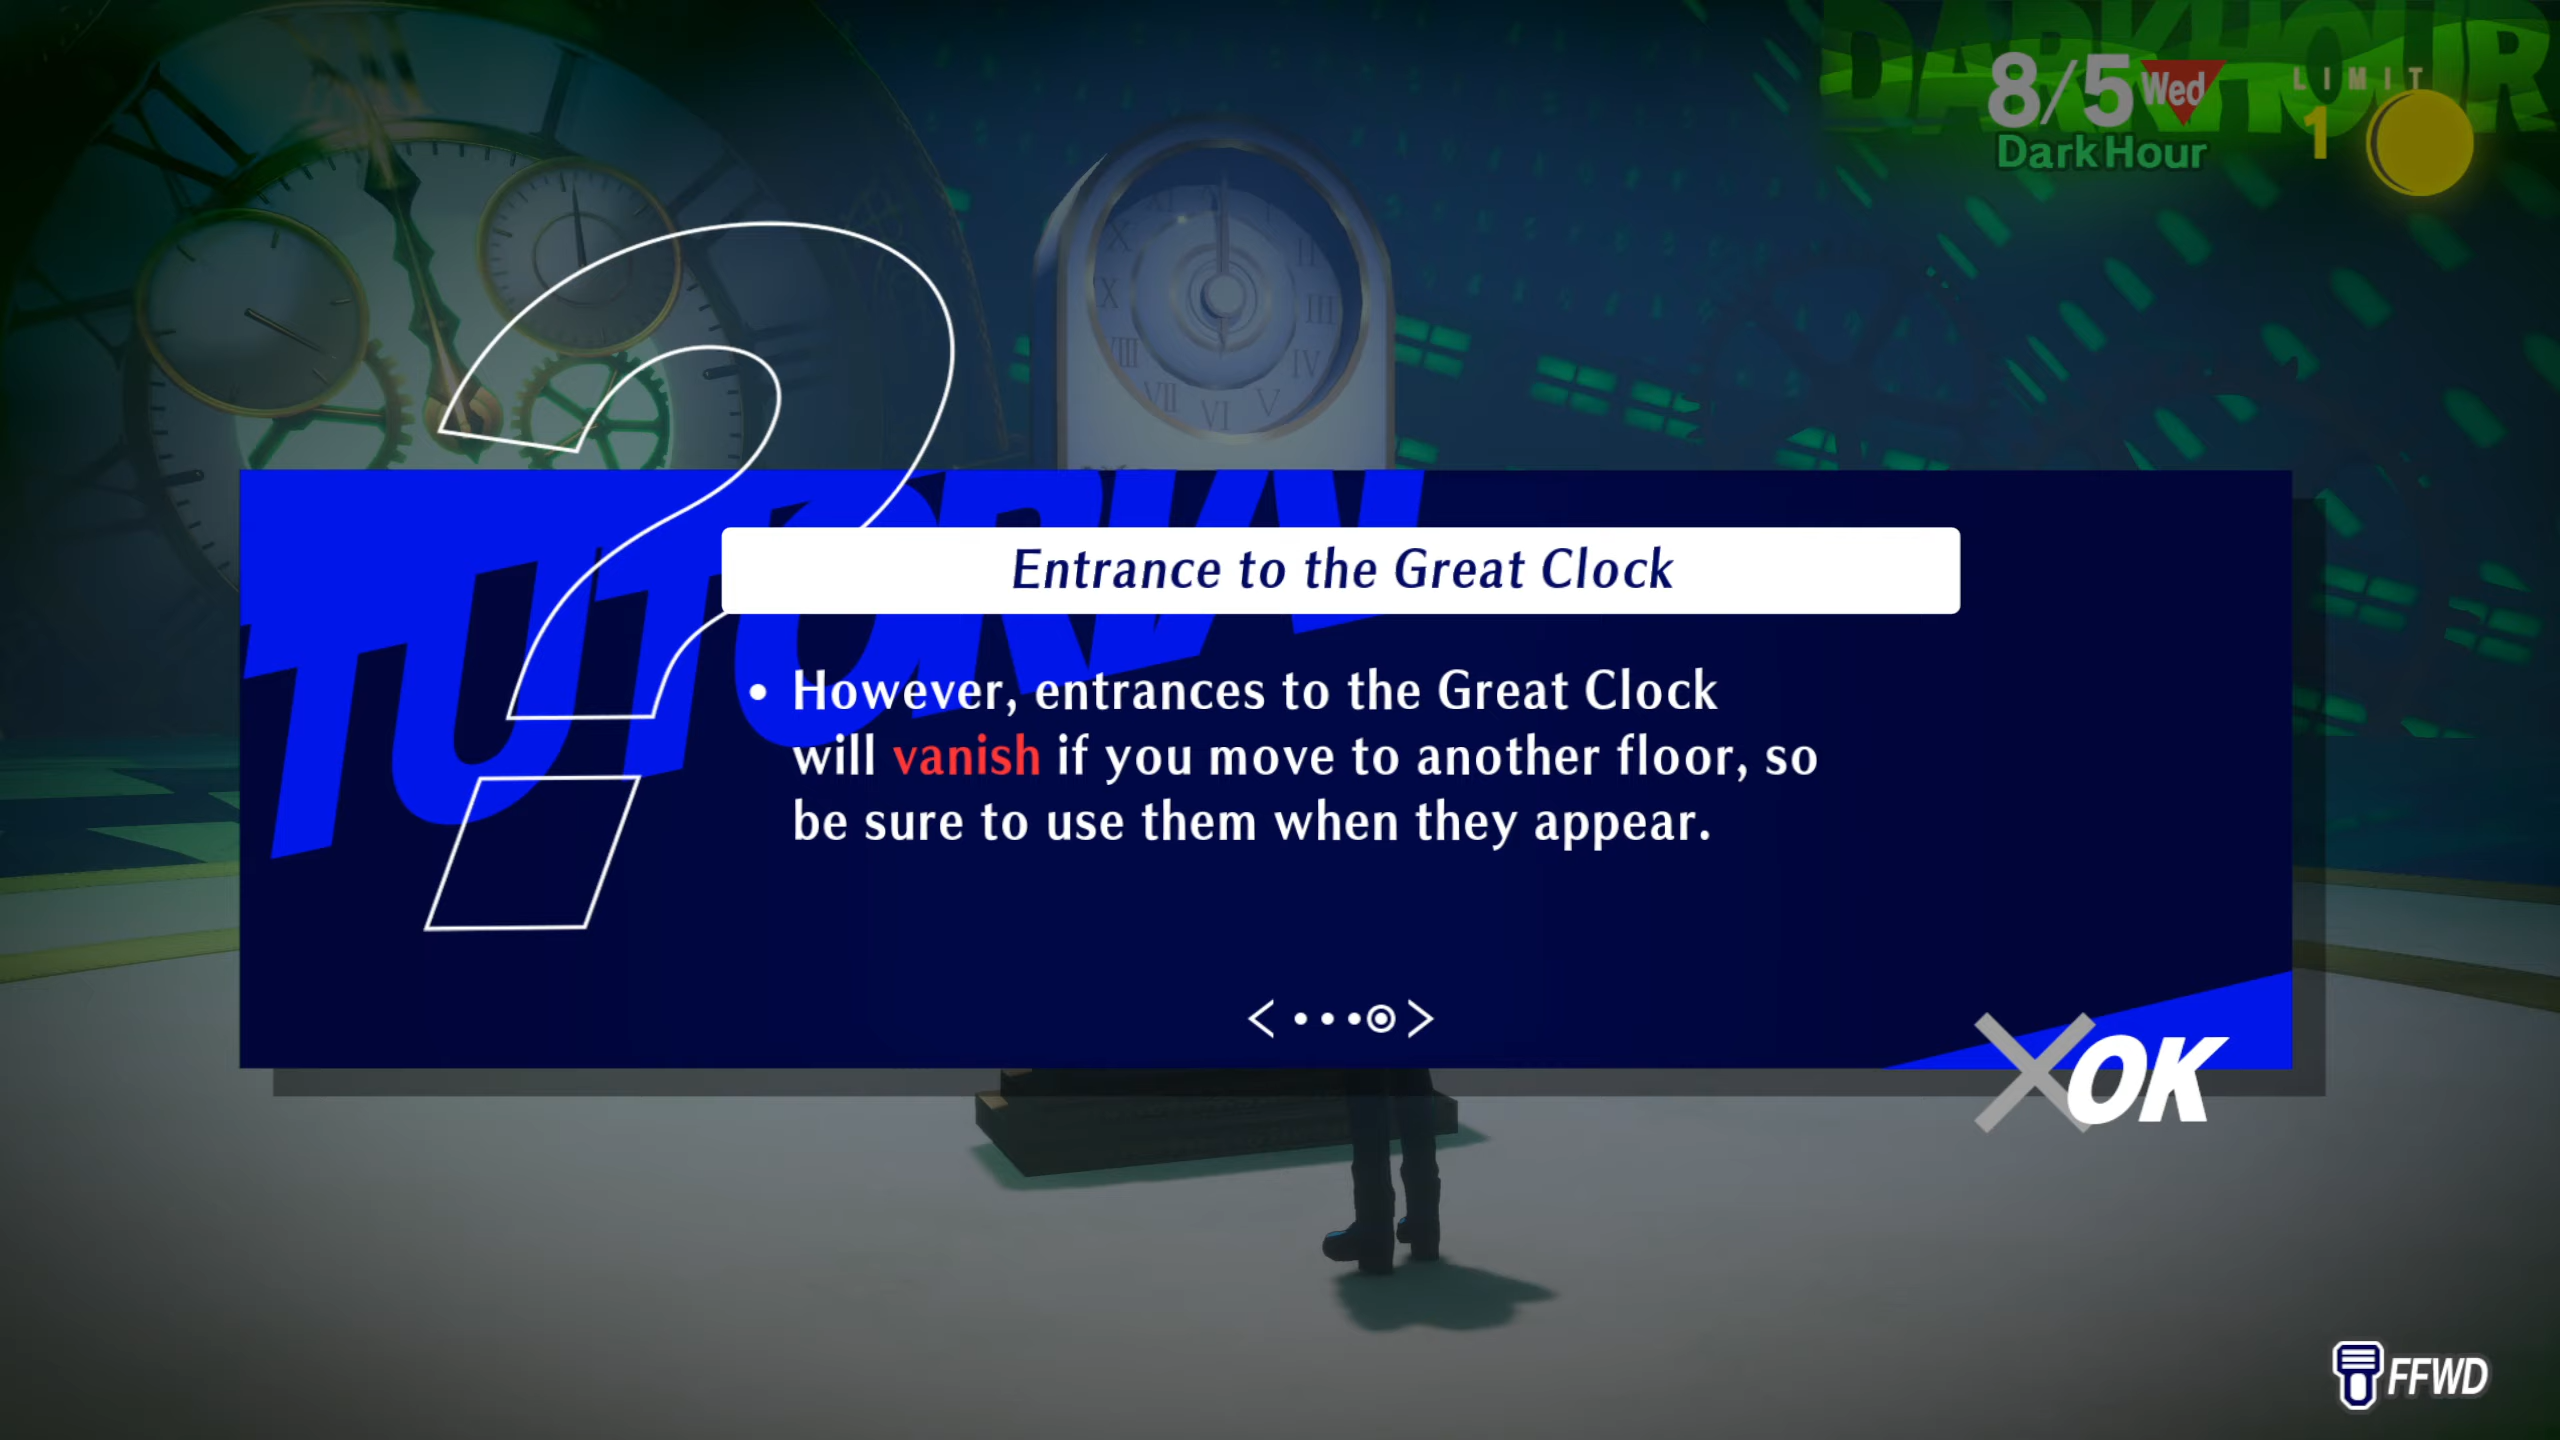 DARK HOUR
8/5 Wed
Dark Hour
LIMIT
1
TUTORIAL
Entrance to the Great Clock
• However, entrances to the Great Clock
will vanish if you move to another floor, so
be sure to use them when they appear.
OK
FFWD